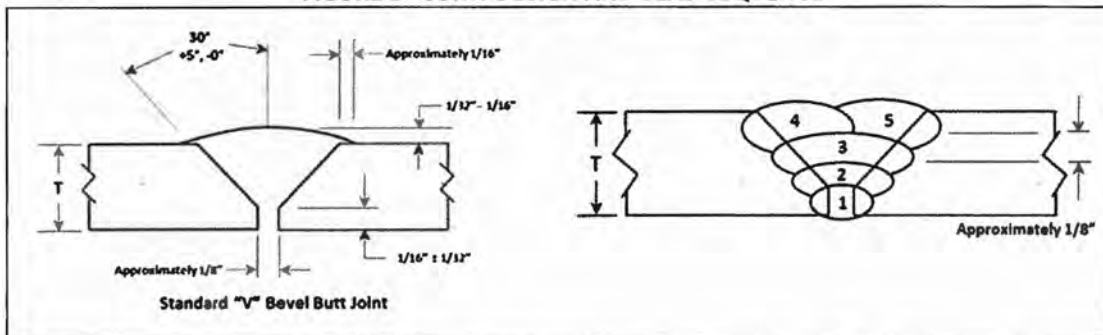 30°
+5°, -0°
Approximately 1/16"
1/32" - 1/16"
T
Approximately 1/8"
1/16" ± 1/32"
Standard "V" Bevel Butt Joint
T
4
5
3
2
1
Approximately 1/8"